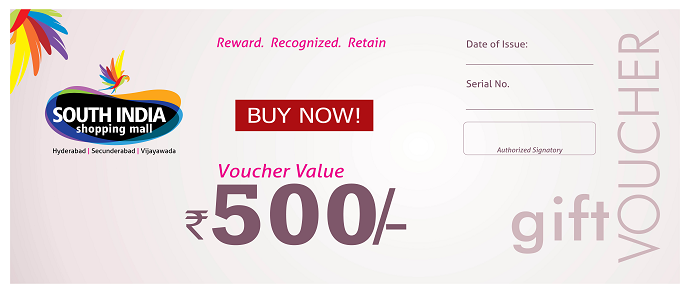 Reward. Recognized. Retain
Date of Issue:
Serial No.
SOUTH INDIA
shopping mall
Hyderabad | Secunderabad | Vijayawada
BUY NOW!
Authorized Signatory
Voucher Value
₹500/-
gift
VOUCHER